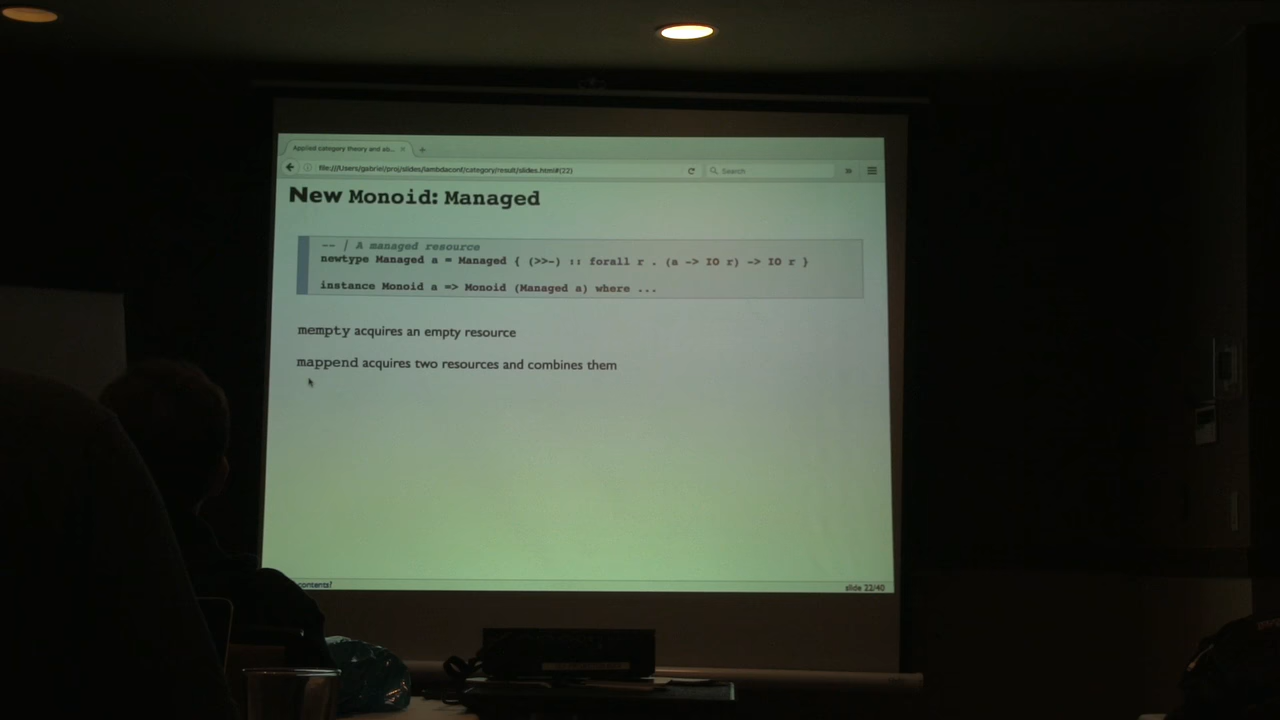 Applied category theory and ab...
file:///Users/gabriel/proj/slides/lambdaconf/category/result/slides.html#(22)
Search
New Monoid: Managed
-- | A managed resource
newtype Managed a = Managed { (>>-) :: forall r . (a -> IO r) -> IO r }
instance Monoid a => Monoid (Managed a) where ...
mempty acquires an empty resource
mappend acquires two resources and combines them
contents?
slide 22/40